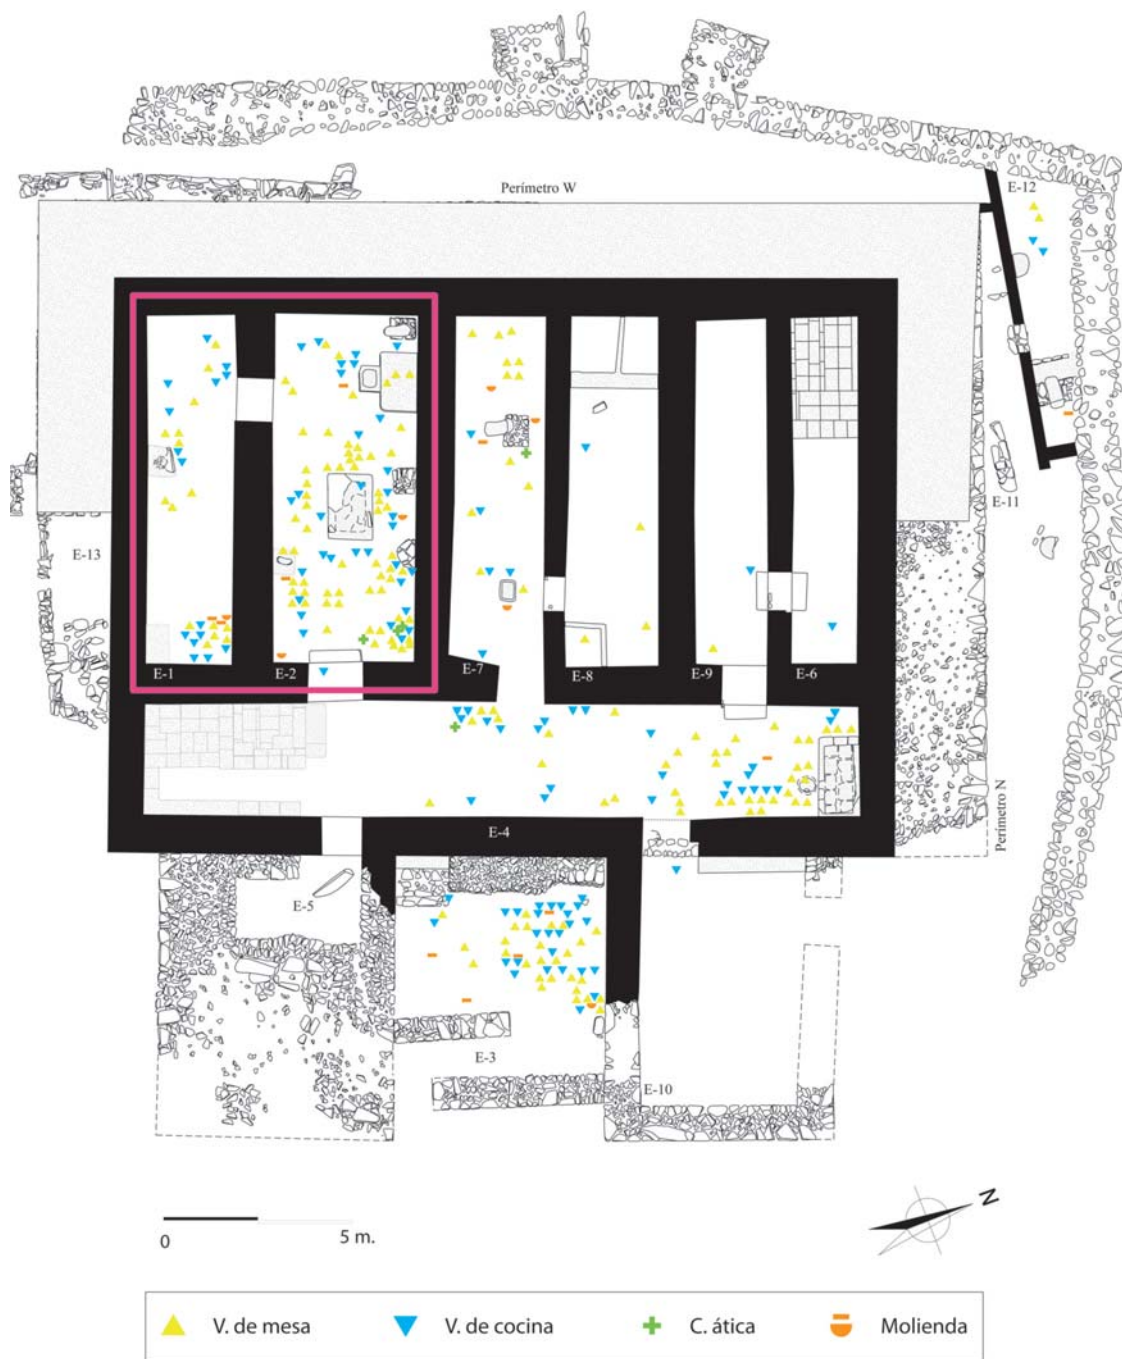 Perímetro W
E-12
E-11
E-13
E-1
E-2
E-7
E-8
E-9
E-6
Perímetro N
E-4
E-5
E-3
E-10
N
0
5 m.
V. de mesa
V. de cocina
C. ática
Molienda